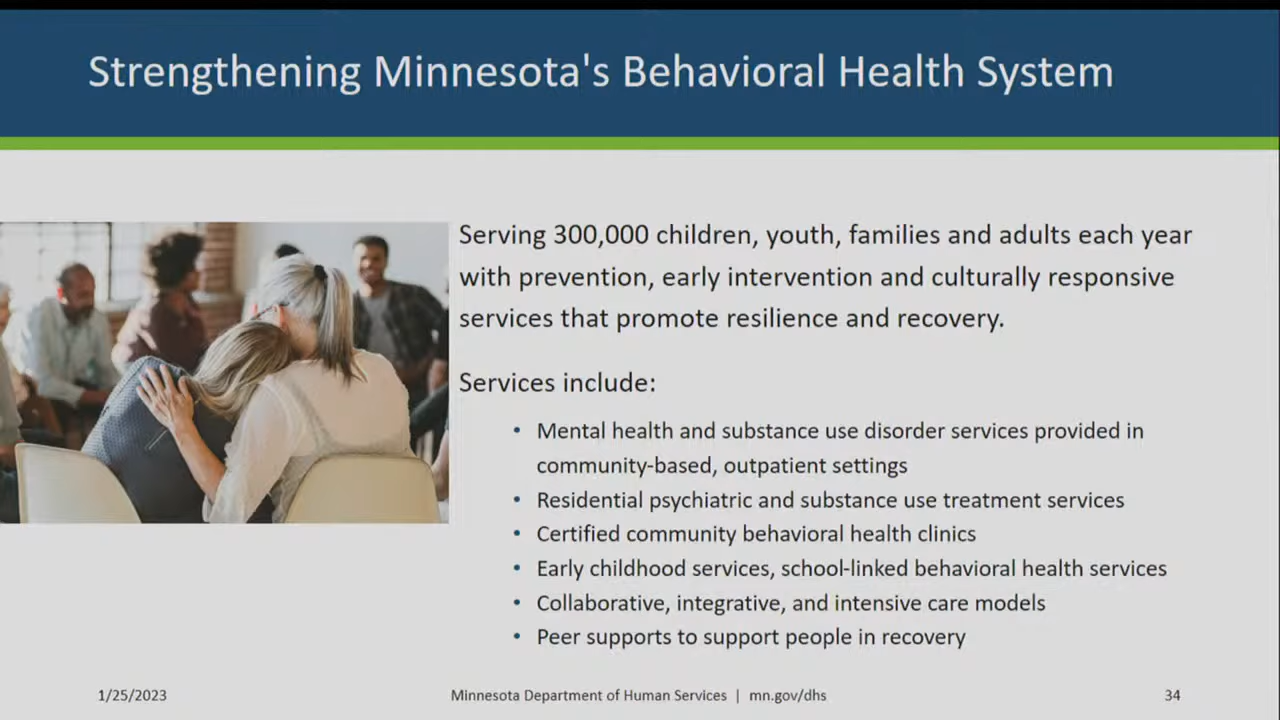 Strengthening Minnesota's Behavioral Health System
Serving 300,000 children, youth, families and adults each year
with prevention, early intervention and culturally responsive
services that promote resilience and recovery.
Services include:
• Mental health and substance use disorder services provided in
community-based, outpatient settings
• Residential psychiatric and substance use treatment services
• Certified community behavioral health clinics
• Early childhood services, school-linked behavioral health services
• Collaborative, integrative, and intensive care models
• Peer supports to support people in recovery
1/25/2023
Minnesota Department of Human Services | mn.gov/dhs
34